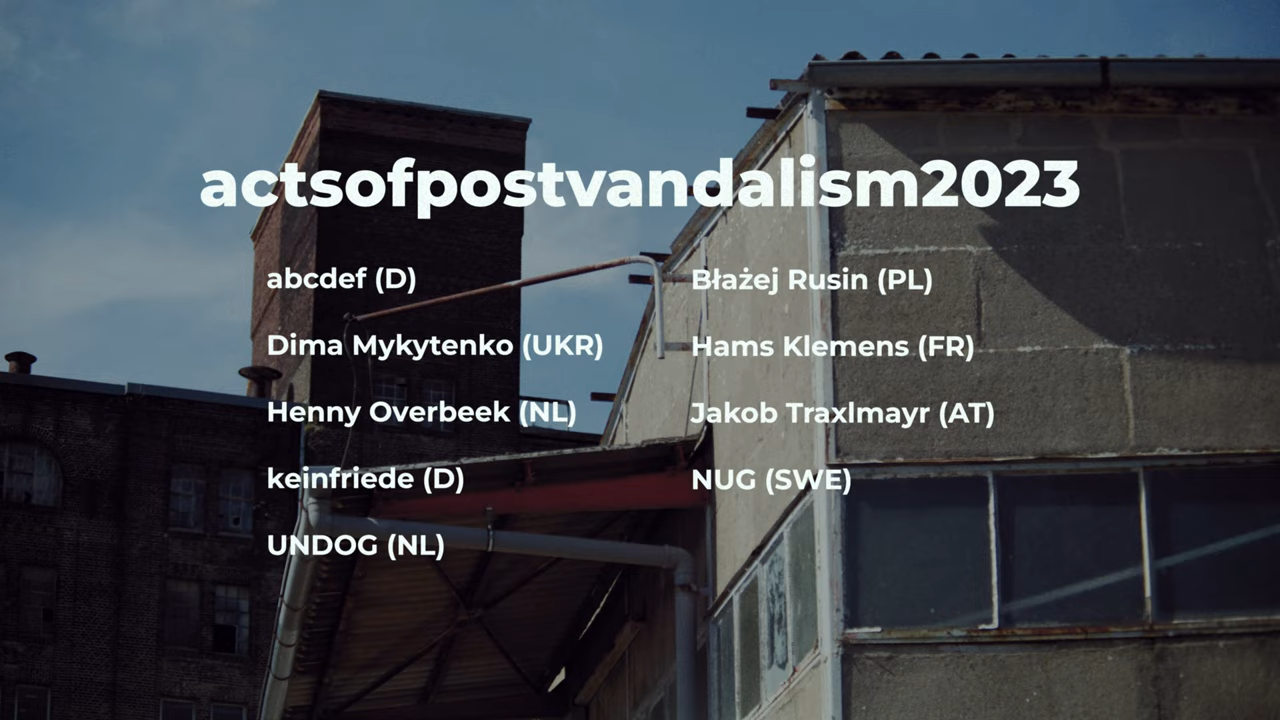 actsofpostvandalism2023
abcdef (D)
Dima Mykytenko (UKR)
Henny Overbeek (NL)
keinfriede (D)
UNDOG (NL)
Błażej Rusin (PL)
Hams Klemens (FR)
Jakob Traxlmayr (AT)
NUG (SWE)